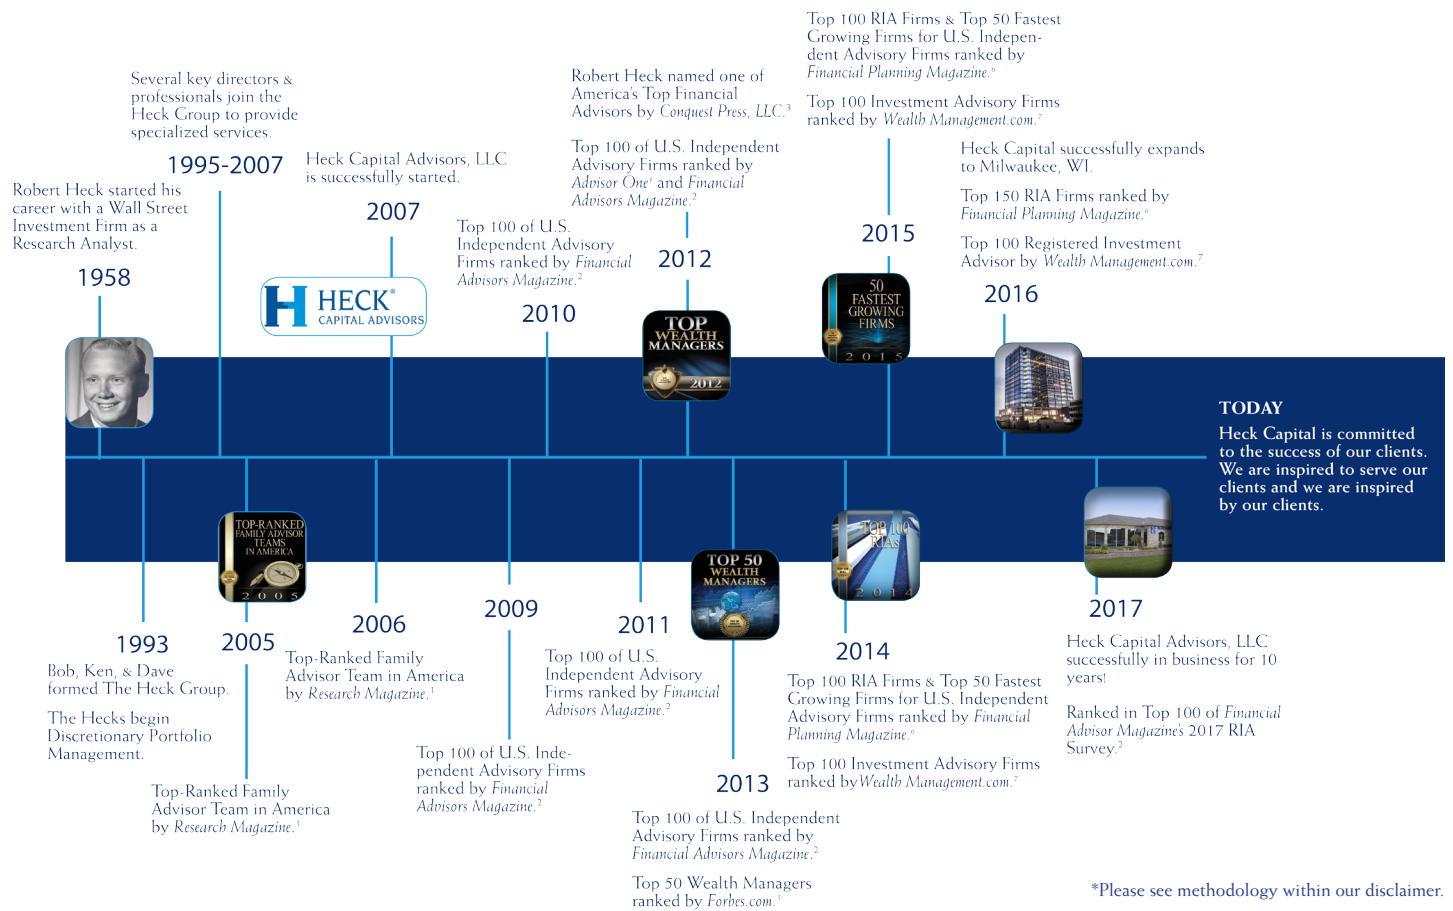 Robert Heck started his
career with a Wall Street
Investment Firm as a
Research Analyst.
1958
Several key directors &
professionals join the
Heck Group to provide
specialized services.
1995-2007
Heck Capital Advisors, LLC
is successfully started.
2007
HECK®
CAPITAL ADVISORS
Top 100 of U.S.
Independent Advisory
Firms ranked by Financial
Advisors Magazine.²
2010
Robert Heck named one of
America's Top Financial
Advisors by Conquest Press, LLC.³
Top 100 of U.S. Independent
Advisory Firms ranked by
Advisor One⁴ and Financial
Advisors Magazine.²
2012
TOP
WEALTH
MANAGERS
2012
Top 100 RIA Firms & Top 50 Fastest
Growing Firms for U.S. Indepen-
dent Advisory Firms ranked by
Financial Planning Magazine.⁶
Top 100 Investment Advisory Firms
ranked by Wealth Management.com.⁷
2015
50
FASTEST
GROWING
FIRMS
2015
Heck Capital successfully expands
to Milwaukee, WI.
Top 150 RIA Firms ranked by
Financial Planning Magazine.⁶
Top 100 Registered Investment
Advisor by Wealth Management.com.⁷
2016
TODAY
Heck Capital is committed
to the success of our clients.
We are inspired to serve our
clients and we are inspired
by our clients.
1993
Bob, Ken, & Dave
formed The Heck Group.
The Hecks begin
Discretionary Portfolio
Management.
TOP-RANKED
FAMILY ADVISOR
TEAMS
IN AMERICA
2005
2005
Top-Ranked Family
Advisor Team in America
by Research Magazine.¹
2006
Top-Ranked Family
Advisor Team in America
by Research Magazine.¹
2009
Top 100 of U.S. Inde-
pendent Advisory Firms
ranked by Financial
Advisors Magazine.²
2011
Top 100 of U.S.
Independent Advisory
Firms ranked by Financial
Advisors Magazine.²
TOP 50
WEALTH
MANAGERS
2013
Top 100 of U.S. Independent
Advisory Firms ranked by
Financial Advisors Magazine.²
Top 50 Wealth Managers
ranked by Forbes.com.⁵
TOP 100
RIAs
2014
2014
Top 100 RIA Firms & Top 50 Fastest
Growing Firms for U.S. Independent
Advisory Firms ranked by Financial
Planning Magazine.⁶
Top 100 Investment Advisory Firms
ranked by Wealth Management.com.⁷
2017
Heck Capital Advisors, LLC
successfully in business for 10
years!
Ranked in Top 100 of Financial
Advisor Magazine's 2017 RIA
Survey.²
*Please see methodology within our disclaimer.